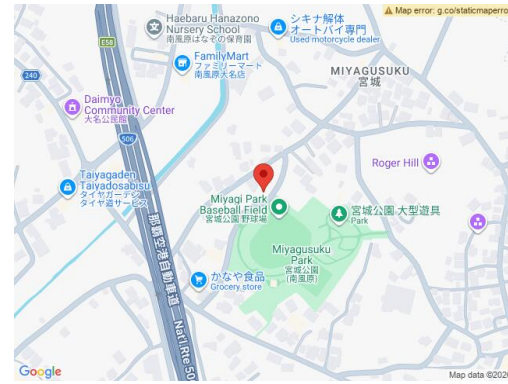 Map error: g.co/staticmaperro
Haebaru Hanazono
Nursery School
南風原はなぞの保育園
シキナ解体
オートバイ専門
Used motorcycle dealer
E58
FamilyMart
ファミリーマート
南風原大名店
MIYAGUSUKU
宮城
240
Daimyo
Community Center
大名公民館
506
Roger Hill
Taiyagaden
Taiyadosabisu
タイヤガーデン
タイヤ道サービス
Miyagi Park
Baseball Field
宮城公園 野球場
宮城公園 大型遊具
Park
那覇空港自動車道
Miyagusuku
Park
宮城公園
(南風原)
かなや食品
Grocery store
Nat'l Rte 50
Google
Map data ©2026